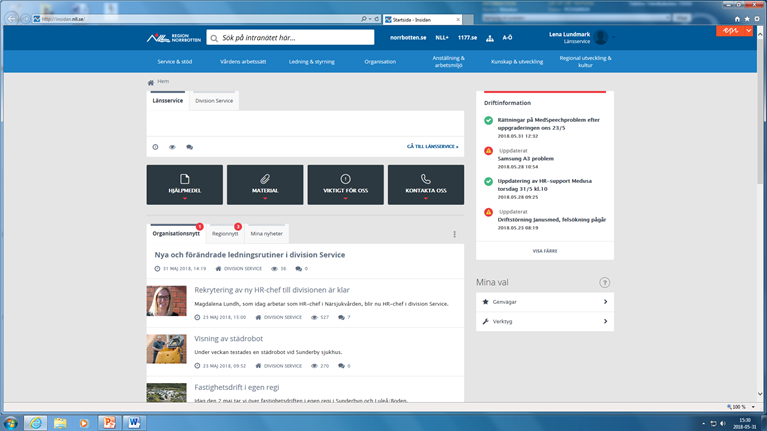 http://insiden.nll.se/
Startsida - Insiden
REGION
NORRBOTTEN
Sök på intranätet här...
norrbotten.se NLL+ 1177.se A-Ö
Lena Lundmark
Länsservice
epi
Service & stöd
Vårdens arbetssätt
Ledning & styrning
Organisation
Anställning &
arbetsmiljö
Kunskap & utveckling
Regional utveckling &
kultur
Hem
Länsservice Division Service
GÅ TILL LÄNSSERVICE
HJÄLPMEDEL
MATERIAL
VIKTIGT FÖR OSS
KONTAKTA OSS
Organisationsnytt 1 Regionnytt 3 Mina nyheter
Nya och förändrade ledningsrutiner i division Service
31 MAJ 2018, 14:19 DIVISION SERVICE 38 0
Rekrytering av ny HR-chef till divisionen är klar
Magdalena Lundh, som idag arbetar som HR-chef i Närsjukvården, blir nu HR-chef i division Service.
23 MAJ 2018, 13:00 DIVISION SERVICE 527 7
Visning av städrobot
Under veckan testades en städrobot vid Sunderby sjukhus.
23 MAJ 2018, 09:52 DIVISION SERVICE 270 0
Fastighetsdrift i egen regi
Idag den 2 maj tar vi över fastighetsdriften i egen regi i Sunderbyn och Luleå/Boden.
Driftinformation
Rättningar på MedSpeechproblem efter
uppgraderingen ons 23/5
2018.05.31 12:52
Uppdaterat
Samsung A3 problem
2018.05.28 10:54
Uppdatering av HR-support Medusa
torsdag 31/5 kl.10
2018.05.28 09:25
Uppdaterat
Driftstörning Janusmed, felsökning pågår
2018.05.23 08:19
VISA FÄRRE
Mina val ?
Genvägar
Verktyg
100 %
15:30
2018-05-31